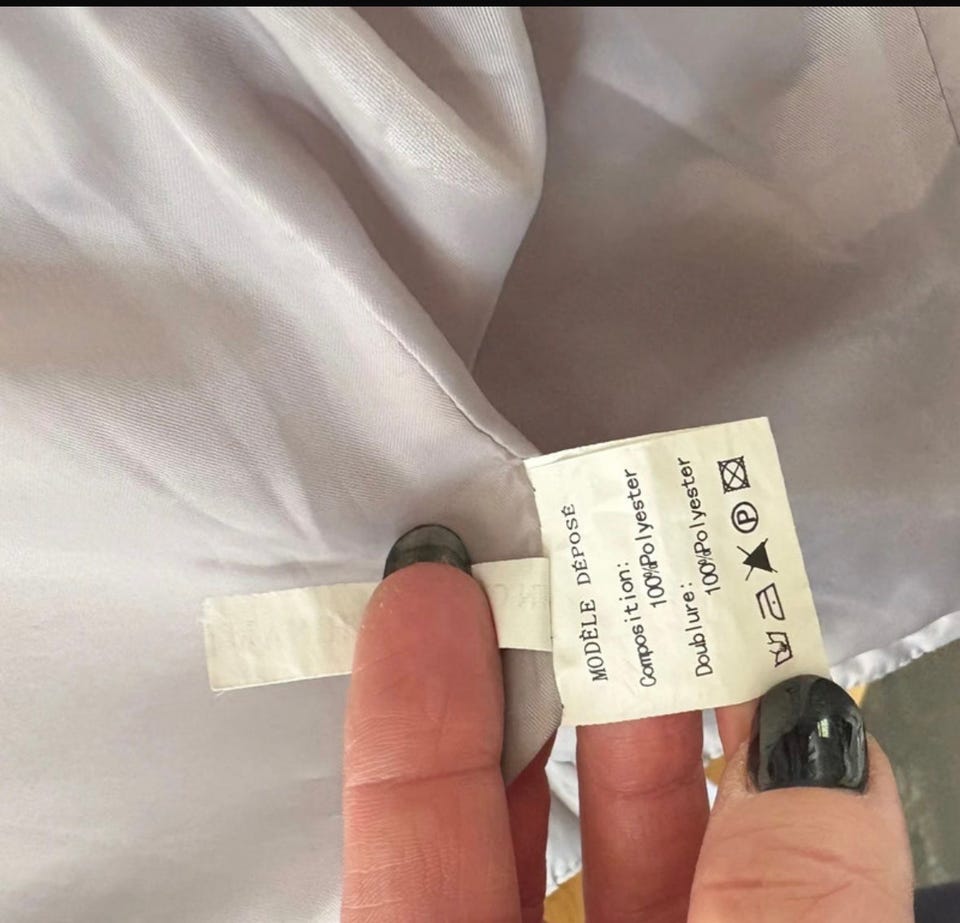 MODÈLE DÉPOSÉ
Composition:
100%Polyester
Doublure:
100%Polyester
P